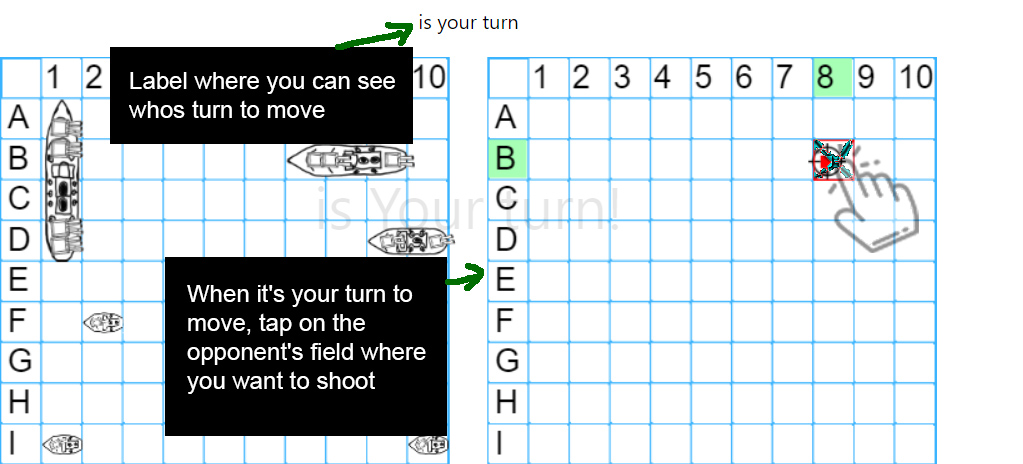 is your turn
Label where you can see
whos turn to move
1 2 10
1 2 3 4 5 6 7 8 9 10
A
B
C
D
E
F
G
H
I
A
B
C
D
E
F
G
H
I
is Your turn!
When it's your turn to
move, tap on the
opponent's field where
you want to shoot